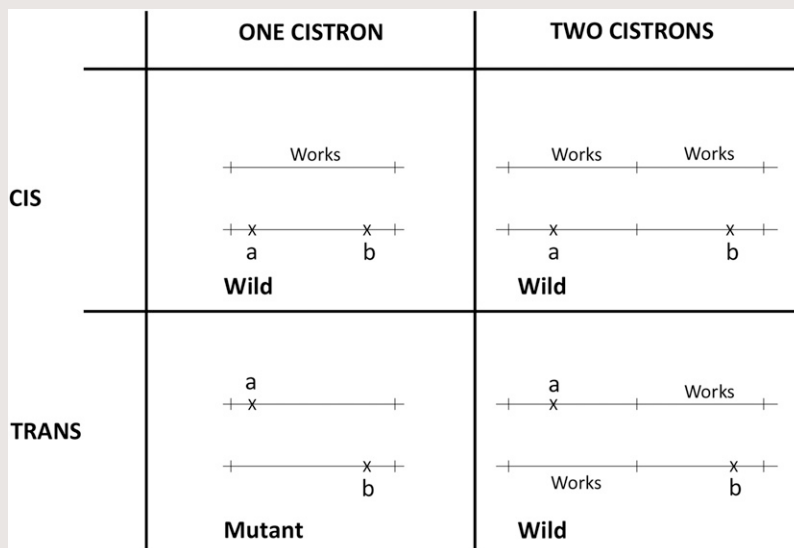 ONE CISTRON TWO CISTRONS
CIS
Works
a b
Wild
Works Works
a b
Wild
TRANS
a
b
Mutant
a
Works
Works b
Wild